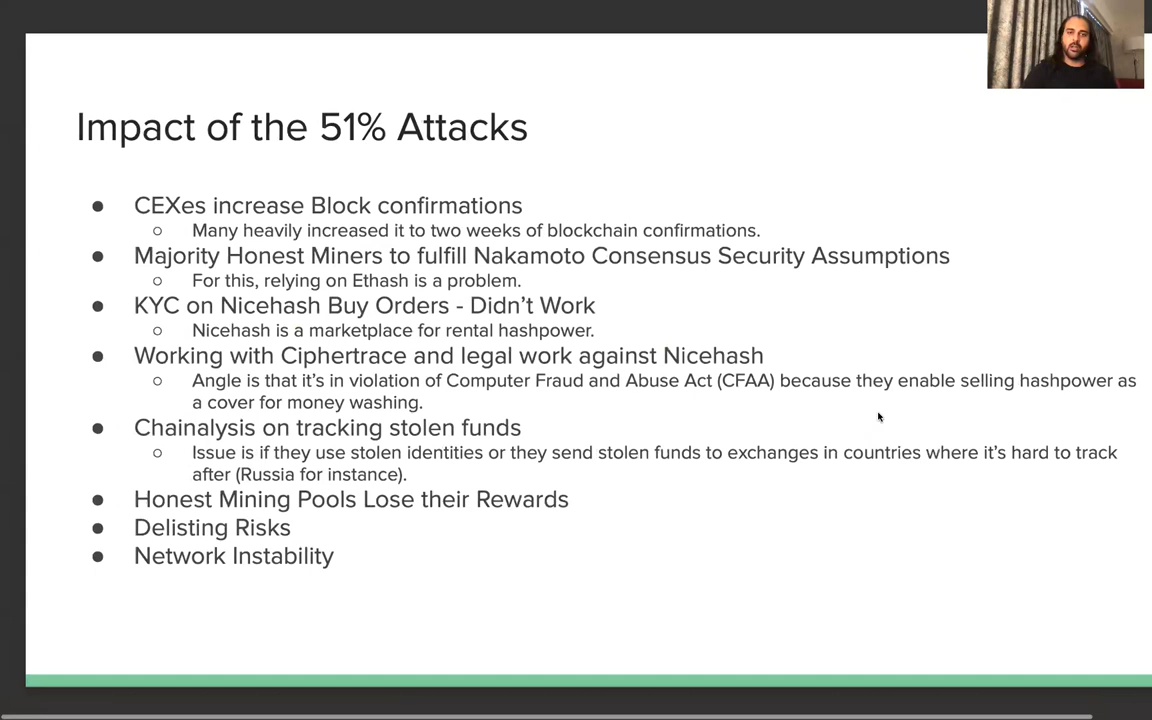 Impact of the 51% Attacks
● CEXes increase Block confirmations
○ Many heavily increased it to two weeks of blockchain confirmations.
● Majority Honest Miners to fulfill Nakamoto Consensus Security Assumptions
○ For this, relying on Ethash is a problem.
● KYC on Nicehash Buy Orders - Didn’t Work
○ Nicehash is a marketplace for rental hashpower.
● Working with Ciphertrace and legal work against Nicehash
○ Angle is that it’s in violation of Computer Fraud and Abuse Act (CFAA) because they enable selling hashpower as
a cover for money washing.
● Chainalysis on tracking stolen funds
○ Issue is if they use stolen identities or they send stolen funds to exchanges in countries where it’s hard to track
after (Russia for instance).
● Honest Mining Pools Lose their Rewards
● Delisting Risks
● Network Instability